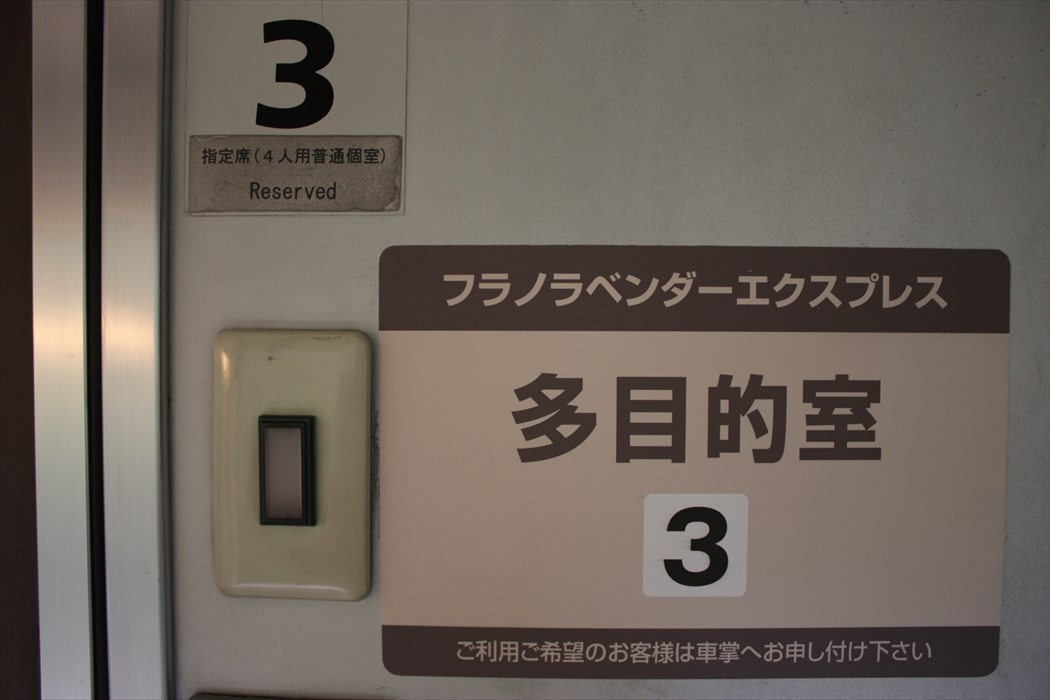 3
指定席(4人用普通個室)
Reserved
フラノラベンダーエクスプレス
多目的室
3
ご利用ご希望のお客様は車掌へお申し付け下さい